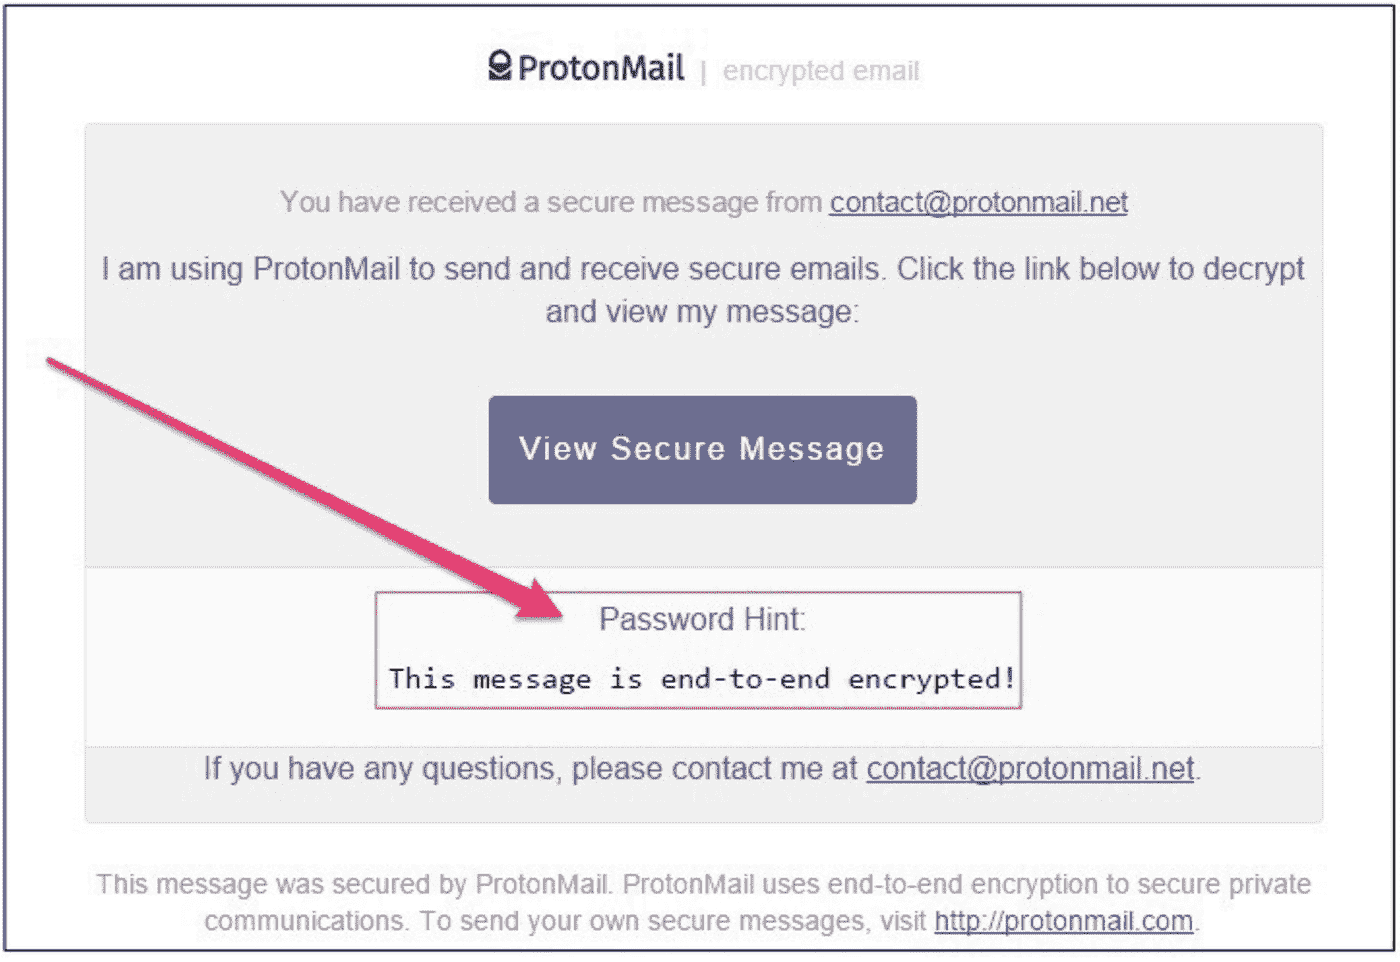 ProtonMail | encrypted email
You have received a secure message from contact@protonmail.net
I am using ProtonMail to send and receive secure emails. Click the link below to decrypt
and view my message:
View Secure Message
Password Hint:
This message is end-to-end encrypted!
If you have any questions, please contact me at contact@protonmail.net.
This message was secured by ProtonMail. ProtonMail uses end-to-end encryption to secure private
communications. To send your own secure messages, visit http://protonmail.com.